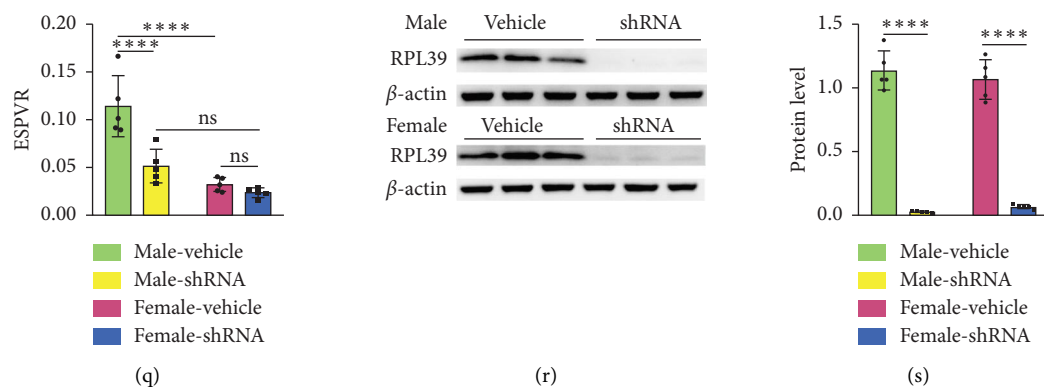 0.20
0.15
0.10
0.05
0.00
ESPVR
****
****
ns
ns
Male-vehicle
Male-shRNA
Female-vehicle
Female-shRNA
(q)
Male Vehicle shRNA
RPL39
β-actin
Female Vehicle shRNA
RPL39
β-actin
(r)
1.5
1.0
0.5
0.0
Protein level
****
****
Male-vehicle
Male-shRNA
Female-vehicle
Female-shRNA
(s)